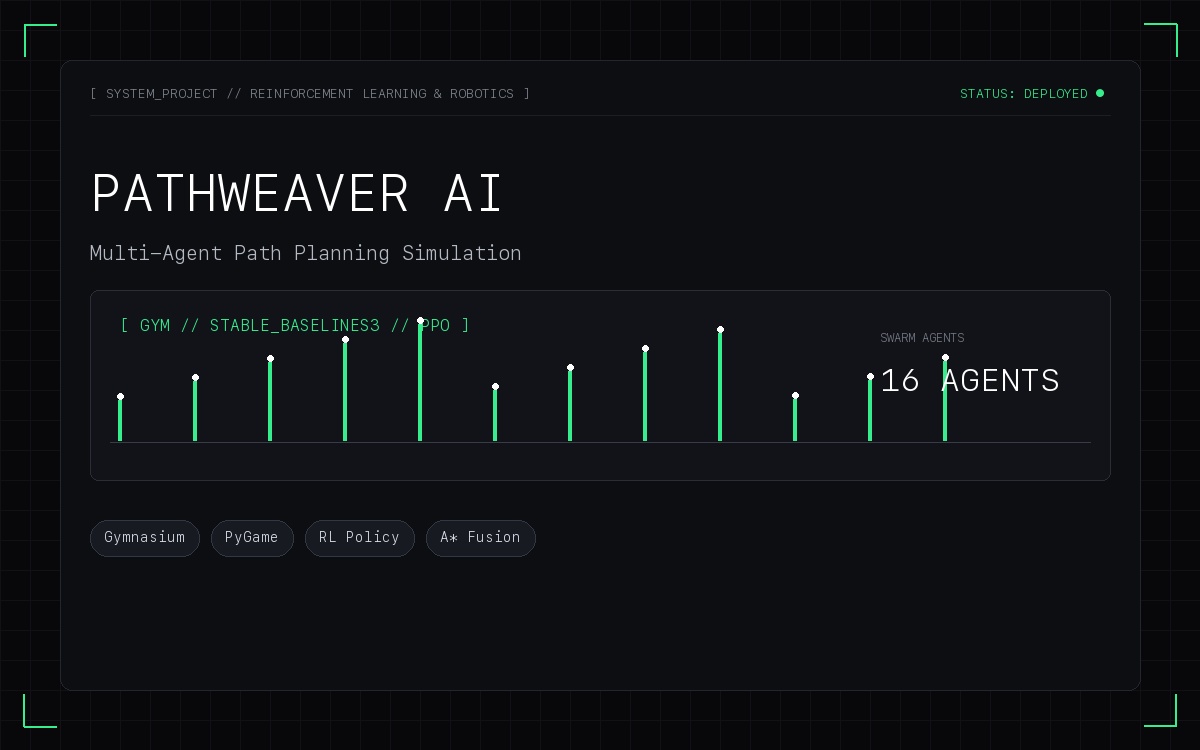 [ SYSTEM_PROJECT // REINFORCEMENT LEARNING & ROBOTICS ]
STATUS: DEPLOYED
PATHWEAVER AI
Multi—Agent Path Planning Simulation
[ GYM // STABLE_BASELINES3 // PPO ]
SWARM AGENTS
16 AGENTS
Gymnasium
PyGame
RL Policy
A* Fusion